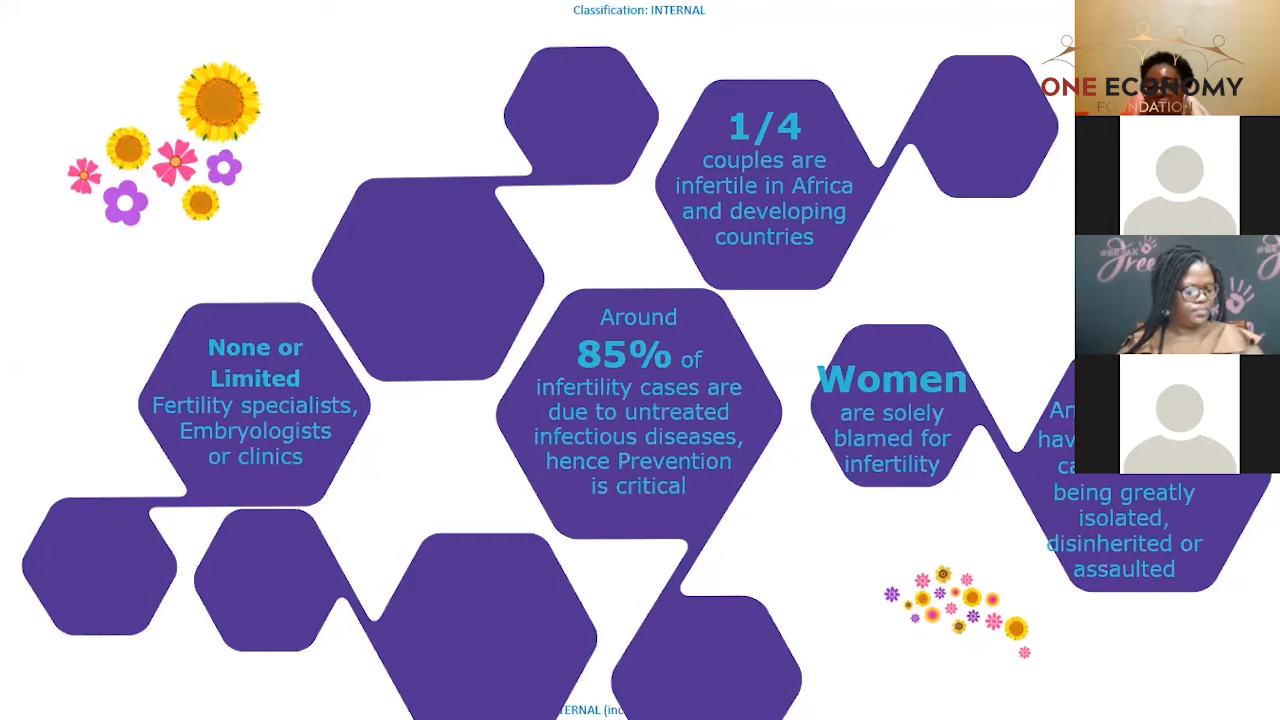 Classification: INTERNAL
ONE ECONOMY
FOUNDATION
1/4
couples are
infertile in Africa
and developing
countries
None or
Limited
Fertility specialists,
Embryologists
or clinics
Around
85% of
infertility cases are
due to untreated
infectious diseases,
hence Prevention
is critical
Women
are solely
blamed for
infertility
being greatly
isolated,
disinherited or
assaulted